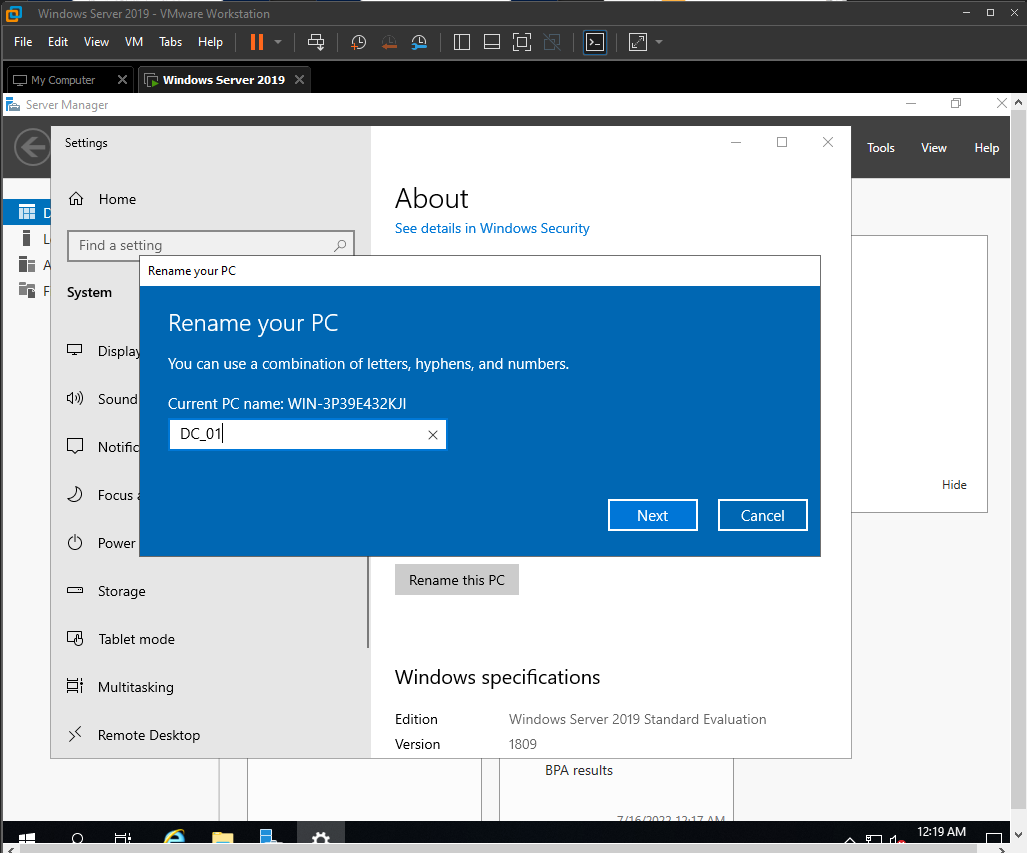 Windows Server 2019 - VMware Workstation
File Edit View VM Tabs Help
My Computer Windows Server 2019
Server Manager
Tools View Help
Settings
Home
Find a setting
System
Display
Sound
Notific
Focus a
Power
Storage
Tablet mode
Multitasking
Remote Desktop
About
See details in Windows Security
Rename your PC
Rename your PC
You can use a combination of letters, hyphens, and numbers.
Current PC name: WIN-3P39E432KJI
DC_01
Next Cancel
Rename this PC
Windows specifications
Edition Windows Server 2019 Standard Evaluation
Version 1809
Hide
BPA results
7/16/2022 12:17 AM
12:19 AM